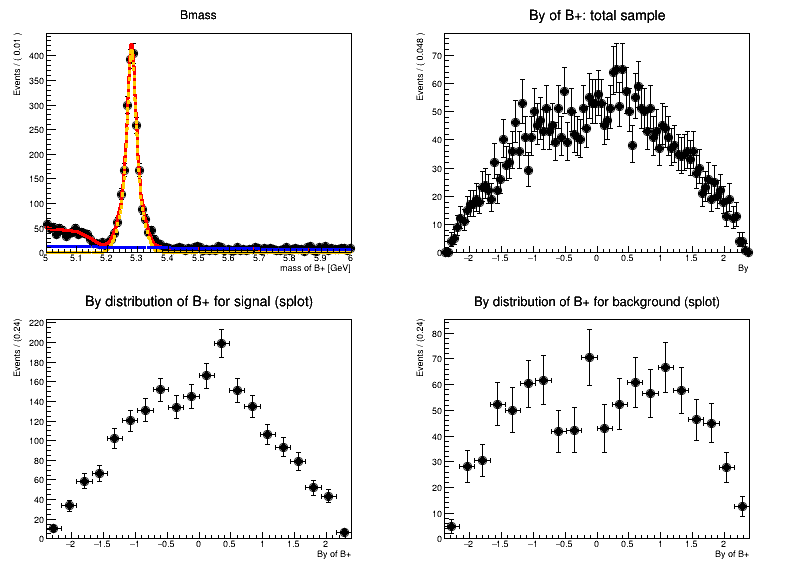 Bmass
Events / ( 0.01 )
400
350
300
250
200
150
100
50
0
5 5.1 5.2 5.3 5.4 5.5 5.6 5.7 5.8 5.9 6
mass of B+ [GeV]
By of B+: total sample
Events / ( 0.048 )
70
60
50
40
30
20
10
0
−2 −1.5 −1 −0.5 0 0.5 1 1.5 2
By
By distribution of B+ for signal (splot)
Events / (0.24)
220
200
180
160
140
120
100
80
60
40
20
0
−2 −1.5 −1 −0.5 0 0.5 1 1.5 2
By of B+
By distribution of B+ for background (splot)
Events / (0.24)
80
70
60
50
40
30
20
10
0
−2 −1.5 −1 −0.5 0 0.5 1 1.5 2
By of B+